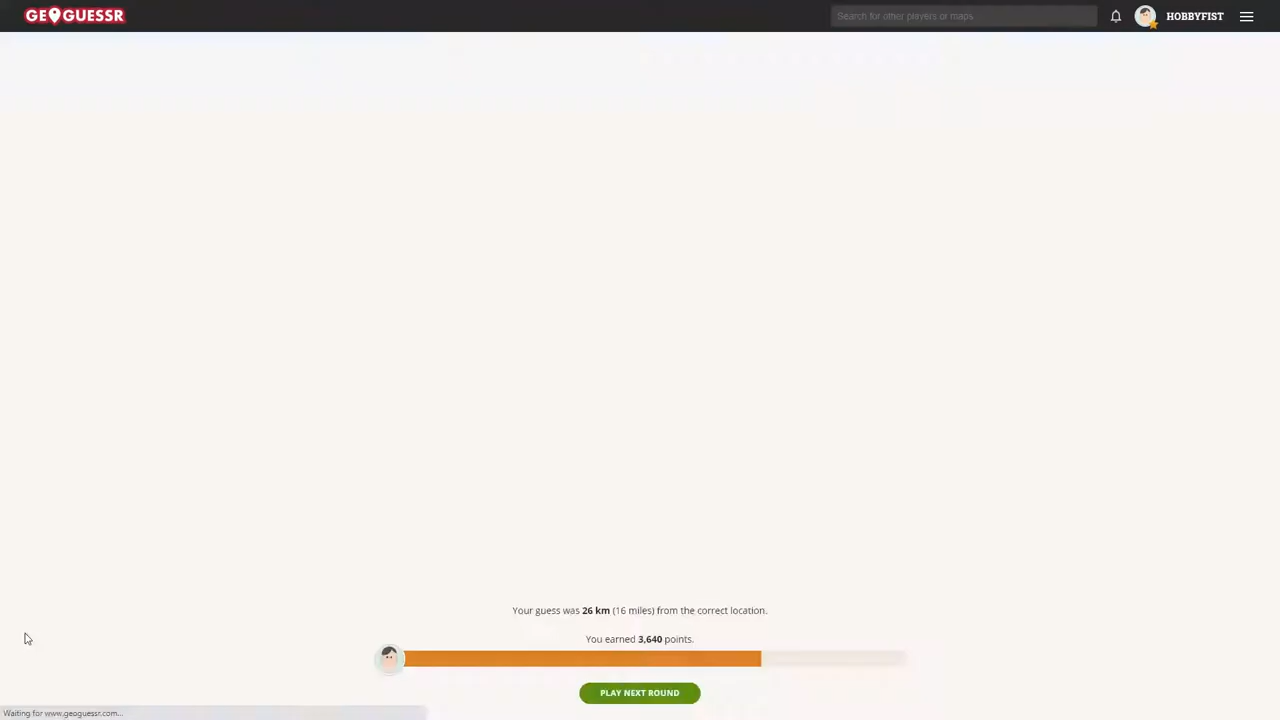 GEOGUESSR
Search for other players or maps
HOBBYFIST
Your guess was 26 km (16 miles) from the correct location.
You earned 3,640 points.
PLAY NEXT ROUND
Waiting for www.geoguessr.com...